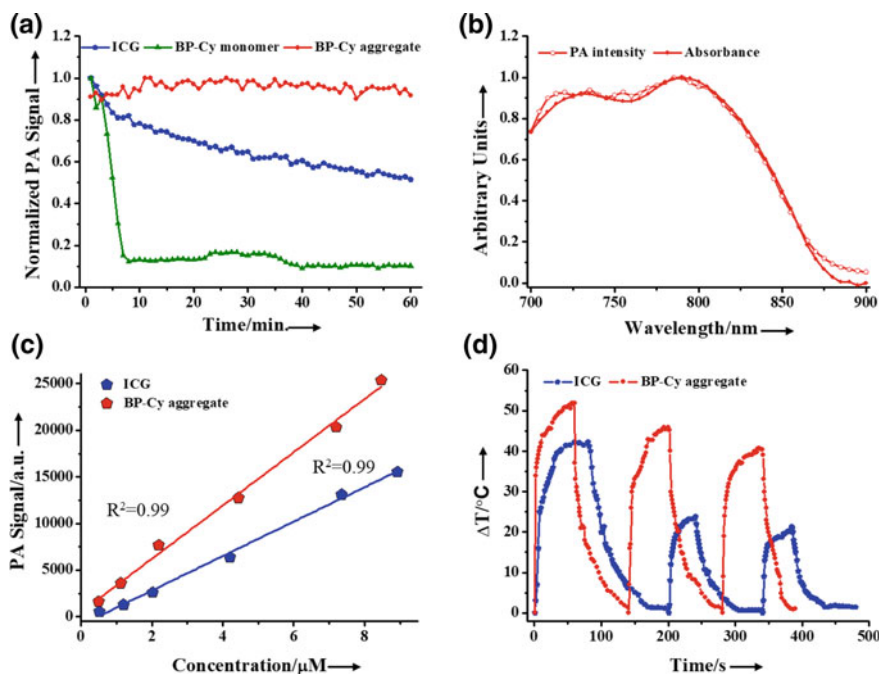 (a)
ICG BP-Cy monomer BP-Cy aggregate
1.2
1.0
0.8
0.6
0.4
0.2
0.0
Normalized PA Signal
0 10 20 30 40 50 60
Time/min.
(b)
PA intensity Absorbance
1.2
1.0
0.8
0.6
0.4
0.2
0.0
Arbitrary Units
700 750 800 850 900
Wavelength/nm
(c)
ICG
BP-Cy aggregate
25000
20000
15000
10000
5000
0
PA Signal/a.u.
R²=0.99
R²=0.99
0 2 4 6 8
Concentration/μM
(d)
ICG BP-Cy aggregate
60
50
40
30
20
10
0
ΔT/°C
0 100 200 300 400 500
Time/s